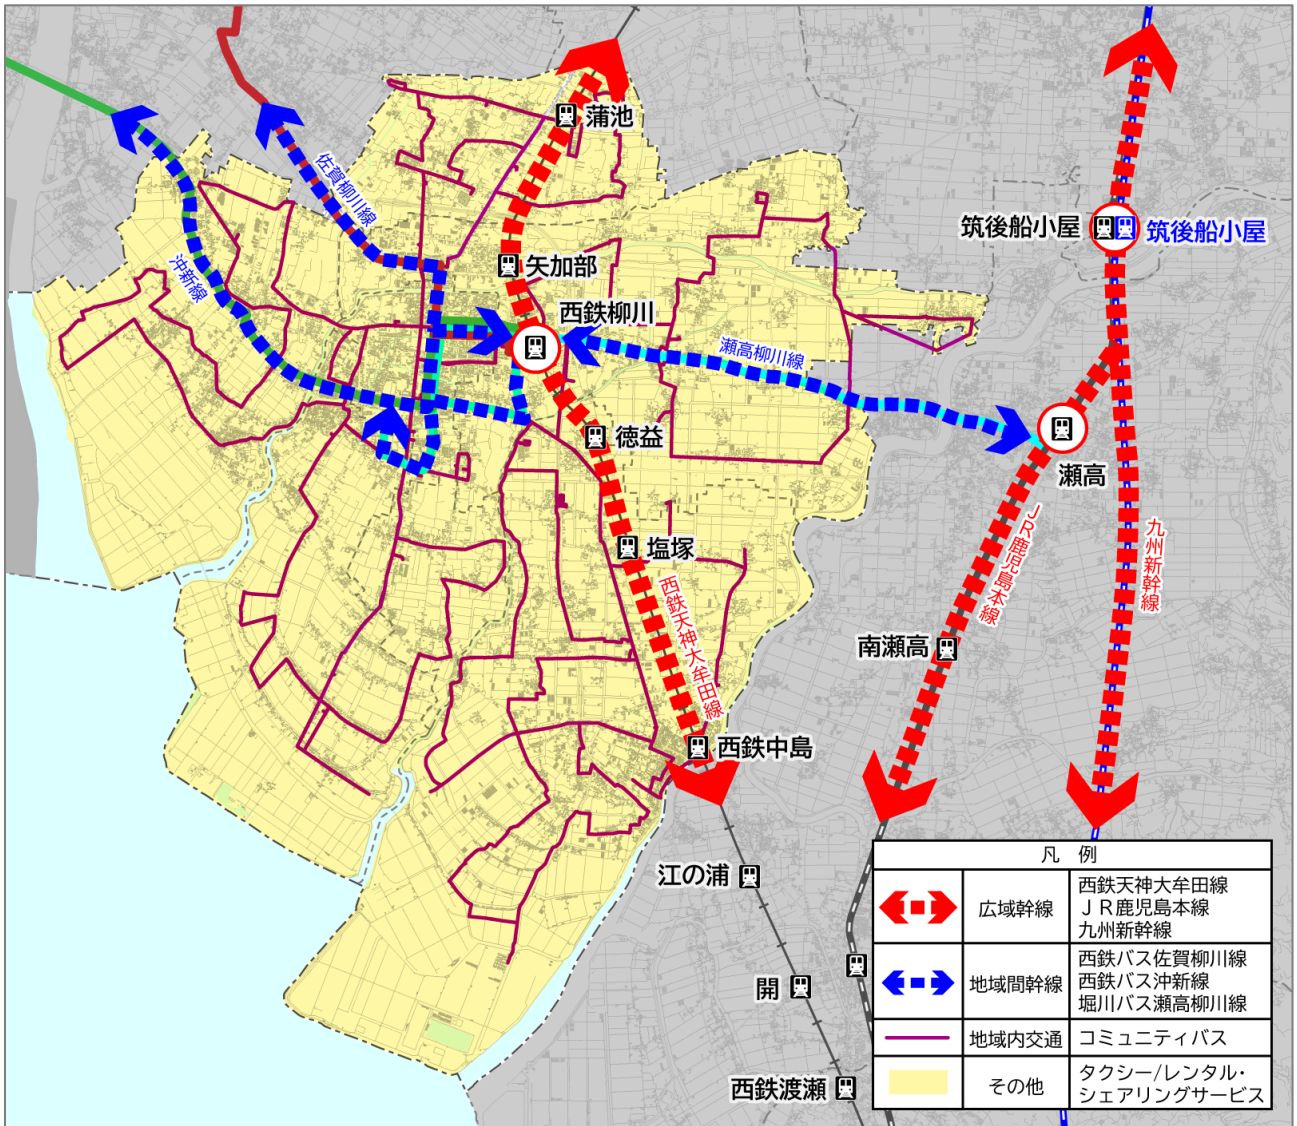 蒲池
佐賀柳川線
筑後船小屋
筑後船小屋
矢加部
沖新線
西鉄柳川
瀬高柳川線
徳益
瀬高
塩塚
JR鹿児島本線
九州新幹線
西鉄天神大牟田線
南瀬高
西鉄中島
江の浦
開
西鉄渡瀬
凡 例
広域幹線
西鉄天神大牟田線
JR鹿児島本線
九州新幹線
地域間幹線
西鉄バス佐賀柳川線
西鉄バス沖新線
堀川バス瀬高柳川線
地域内交通
コミュニティバス
その他
タクシー/レンタル・
シェアリングサービス